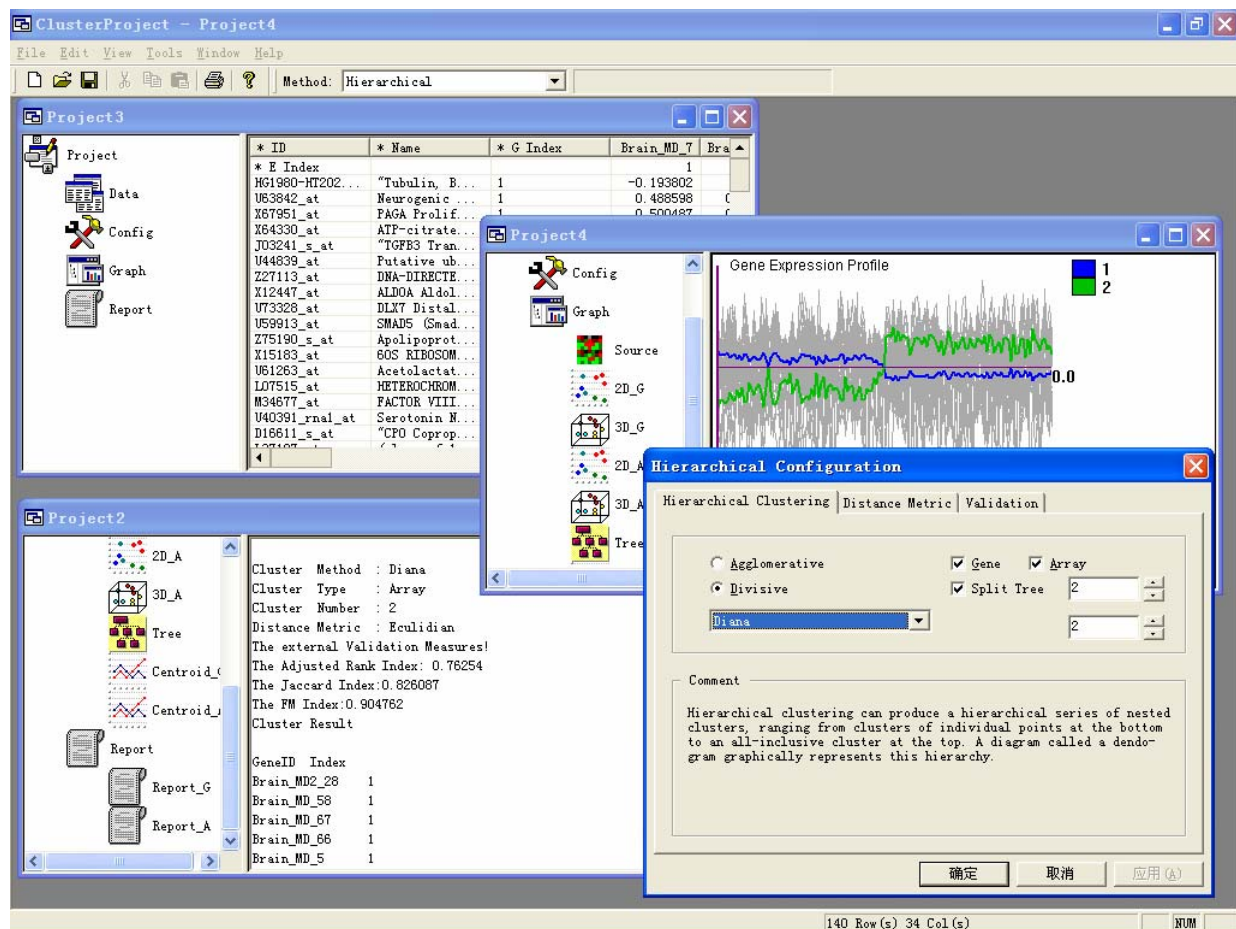 ClusterProject - Project4
File Edit View Tools Window Help
Method: Hierarchical
Project3
Project
Data
Config
Graph
Report
* ID * Name * G Index Brain_MD_7 Bra
* E Index 1
HG1980-HT202... "Tubulin, B... 1 -0.193802
U63842_at Neurogenic ... 1 0.488598
X67951_at PAGA Prolif... 1 0.500487
X64330_at ATP-citrate...
J03241_s_at "TGFB3 Tran...
U44839_at Putative ub...
Z27113_at DNA-DIRECTE...
X12447_at ALDOA Aldol...
U73328_at DLX7 Distal...
U59913_at SMAD5 (Smad...
Z75190_s_at Apolipoprot...
X15183_at 60S RIBOSOM...
U61263_at Acetolactat...
L07515_at HETEROCHROM...
M34677_at FACTOR VIII...
U40391_rna1_at Serotonin N...
D16611_s_at "CPO Coprop...
Project4
Config
Graph
Source
2D_G
3D_G
2D_A
3D_A
Tree
Gene Expression Profile
1
2
0.0
Project2
2D_A
3D_A
Tree
Centroid_
Centroid_
Report
Report_G
Report_A
Cluster Method : Diana
Cluster Type : Array
Cluster Number : 2
Distance Metric : Eculidian
The external Validation Measures!
The Adjusted Rank Index: 0.76254
The Jaccard Index:0.826087
The FM Index:0.904762
Cluster Result
GeneID Index
Brain_MD2_28 1
Brain_MD_58 1
Brain_MD_67 1
Brain_MD_66 1
Brain_MD_5 1
Hierarchical Configuration
Hierarchical Clustering Distance Metric Validation
Agglomerative
Divisive
Gene Array
Split Tree 2
Diana
2
Comment
Hierarchical clustering can produce a hierarchical series of nested
clusters, ranging from clusters of individual points at the bottom
to an all-inclusive cluster at the top. A diagram called a dendo-
gram graphically represents this hierarchy.
确定 取消 应用(A)
140 Row(s) 34 Col(s) NUM